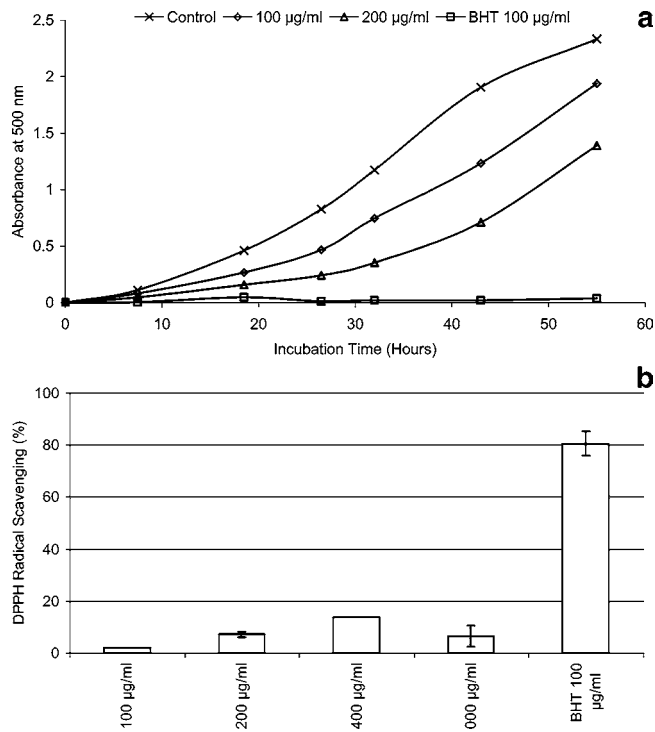 Control 100 µg/ml 200 µg/ml BHT 100 µg/ml
a
2.5
2
1.5
1
0.5
0
Absorbance at 500 nm
0 10 20 30 40 50 60
Incubation Time (Hours)
b
100
80
60
40
20
0
DPPH Radical Scavenging (%)
100 µg/ml
200 µg/ml
400 µg/ml
000 µg/ml
BHT 100
µg/ml